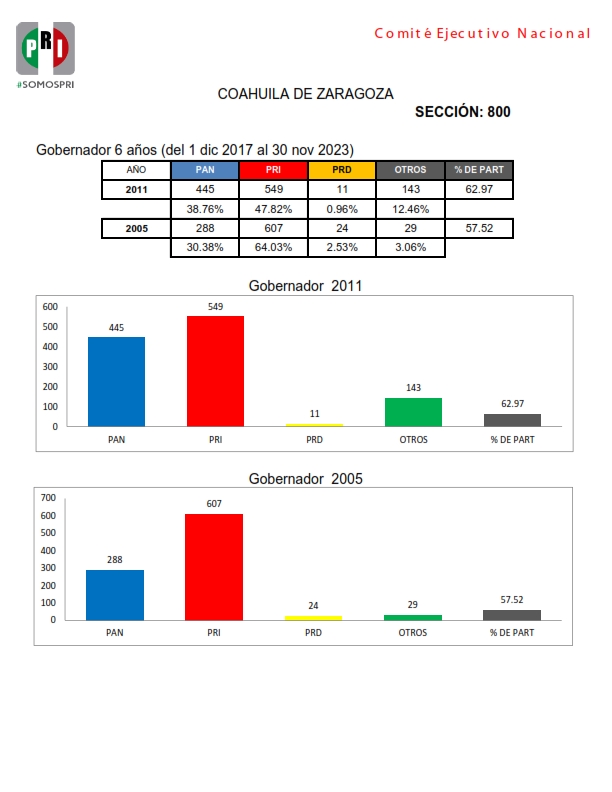 PRI
#SOMOSPRI
Comité Ejecutivo Nacional
COAHUILA DE ZARAGOZA
SECCIÓN: 800
Gobernador 6 años (del 1 dic 2017 al 30 nov 2023)
AÑO PAN PRI PRD OTROS % DE PART
2011 445 549 11 143 62.97
38.76% 47.82% 0.96% 12.46%
2005 288 607 24 29 57.52
30.38% 64.03% 2.53% 3.06%
Gobernador 2011
600
500
400
300
200
100
0
445
549
11
143
62.97
PAN PRI PRD OTROS % DE PART
Gobernador 2005
700
600
500
400
300
200
100
0
288
607
24
29
57.52
PAN PRI PRD OTROS % DE PART